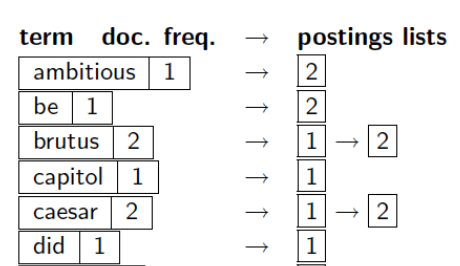 term doc. freq. → postings lists
ambitious 1 → 2
be 1 → 2
brutus 2 → 1 → 2
capitol 1 → 1
caesar 2 → 1 → 2
did 1 → 1